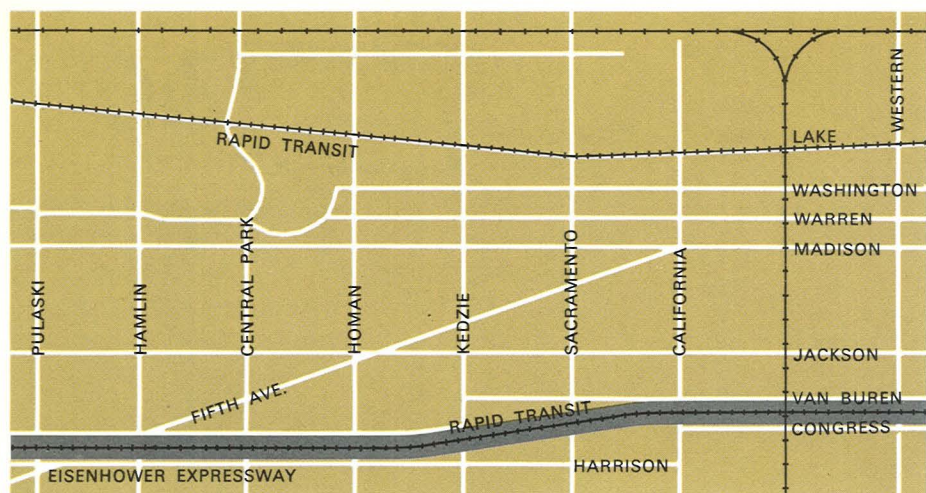 WESTERN
RAPID TRANSIT
LAKE
WASHINGTON
WARREN
MADISON
PULASKI
HAMLIN
CENTRAL PARK
HOMAN
KEDZIE
SACRAMENTO
CALIFORNIA
JACKSON
FIFTH AVE.
VAN BUREN
RAPID TRANSIT
CONGRESS
HARRISON
EISENHOWER EXPRESSWAY